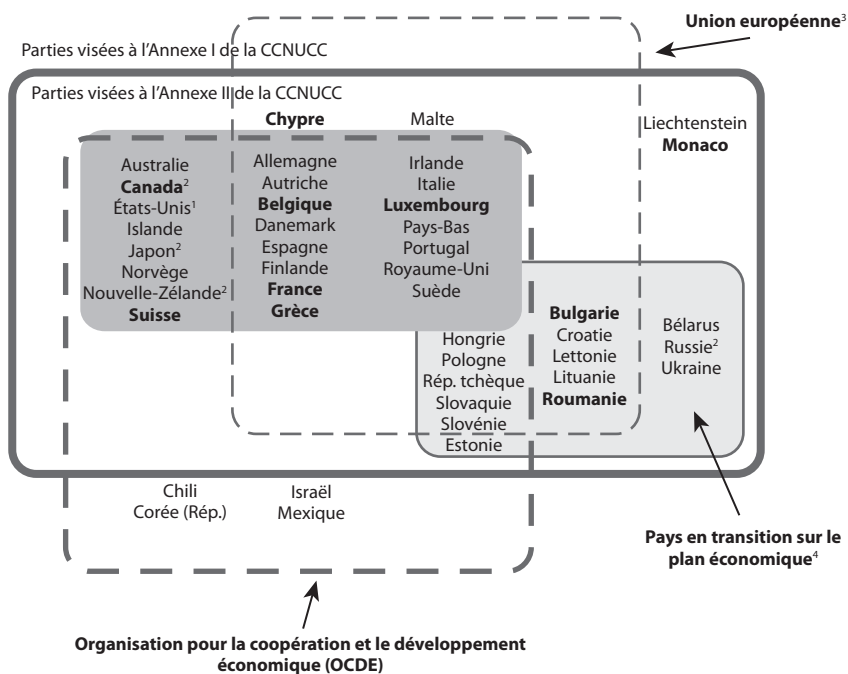 Union européenne³
Parties visées à l’Annexe I de la CCNUCC
Parties visées à l’Annexe II de la CCNUCC
Chypre
Malte
Liechtenstein
Monaco
Australie
Canada²
États-Unis¹
Islande
Japon²
Norvège
Nouvelle-Zélande²
Suisse
Allemagne
Autriche
Belgique
Danemark
Espagne
Finlande
France
Grèce
Irlande
Italie
Luxembourg
Pays-Bas
Portugal
Royaume-Uni
Suède
Hongrie
Pologne
Rép. tchèque
Slovaquie
Slovénie
Estonie
Bulgarie
Croatie
Lettonie
Lituanie
Roumanie
Bélarus
Russie²
Ukraine
Chili
Corée (Rép.)
Israël
Mexique
Pays en transition sur le
plan économique⁴
Organisation pour la coopération et le développement
économique (OCDE)